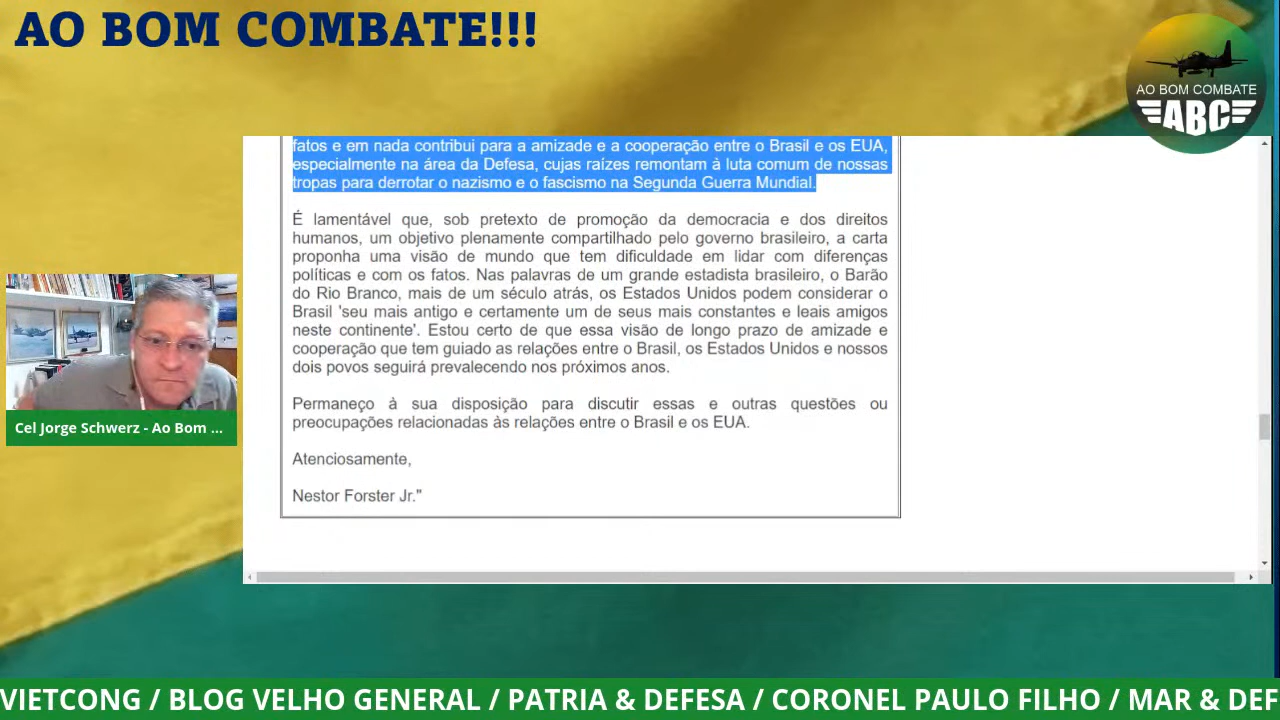 AO BOM COMBATE!!!
AO BOM COMBATE
ABC
fatos e em nada contribui para a amizade e a cooperação entre o Brasil e os EUA,
especialmente na área da Defesa, cujas raízes remontam à luta comum de nossas
tropas para derrotar o nazismo e o fascismo na Segunda Guerra Mundial.
É lamentável que, sob pretexto de promoção da democracia e dos direitos
humanos, um objetivo plenamente compartilhado pelo governo brasileiro, a carta
proponha uma visão de mundo que tem dificuldade em lidar com diferenças
políticas e com os fatos. Nas palavras de um grande estadista brasileiro, o Barão
do Rio Branco, mais de um século atrás, os Estados Unidos podem considerar o
Brasil 'seu mais antigo e certamente um de seus mais constantes e leais amigos
neste continente'. Estou certo de que essa visão de longo prazo de amizade e
cooperação que tem guiado as relações entre o Brasil, os Estados Unidos e nossos
dois povos seguirá prevalecendo nos próximos anos.
Permaneço à sua disposição para discutir essas e outras questões ou
preocupações relacionadas às relações entre o Brasil e os EUA.
Atenciosamente,
Nestor Forster Jr."
Cel Jorge Schwerz - Ao Bom ...
VIETCONG / BLOG VELHO GENERAL / PATRIA & DEFESA / CORONEL PAULO FILHO / MAR & DEF